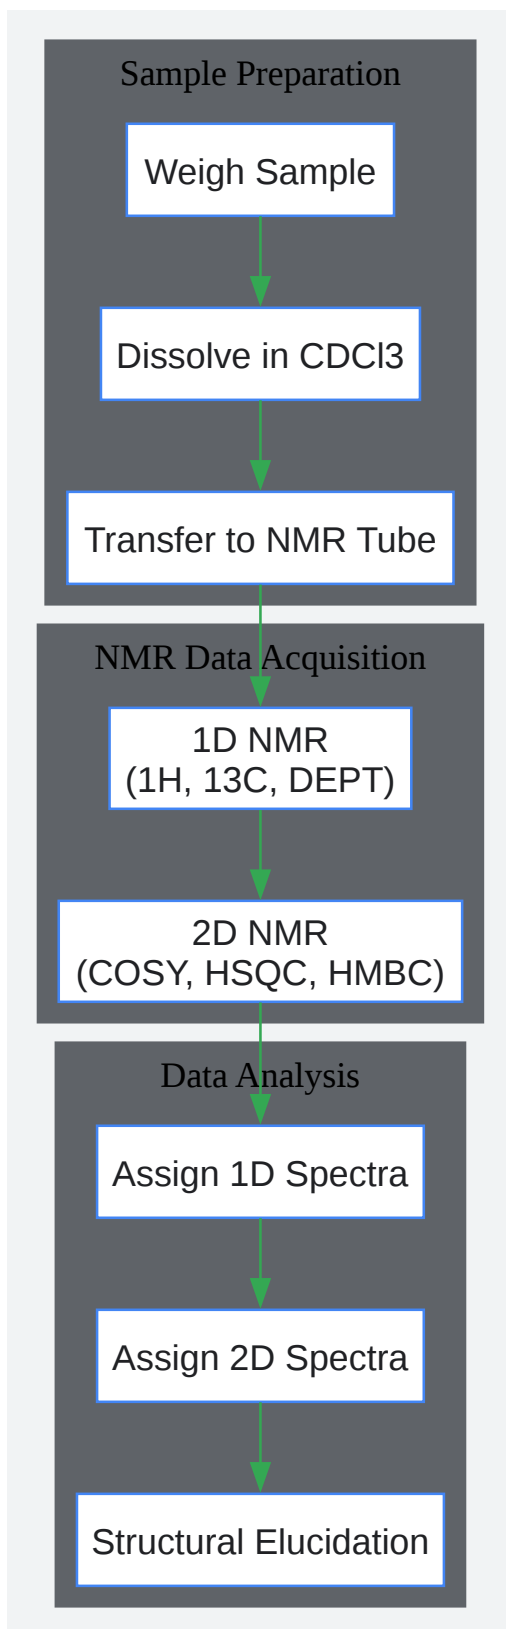 Sample Preparation
Weigh Sample
Dissolve in CDCl3
Transfer to NMR Tube
NMR Data Acquisition
1D NMR
(1H, 13C, DEPT)
2D NMR
(COSY, HSQC, HMBC)
Data Analysis
Assign 1D Spectra
Assign 2D Spectra
Structural Elucidation